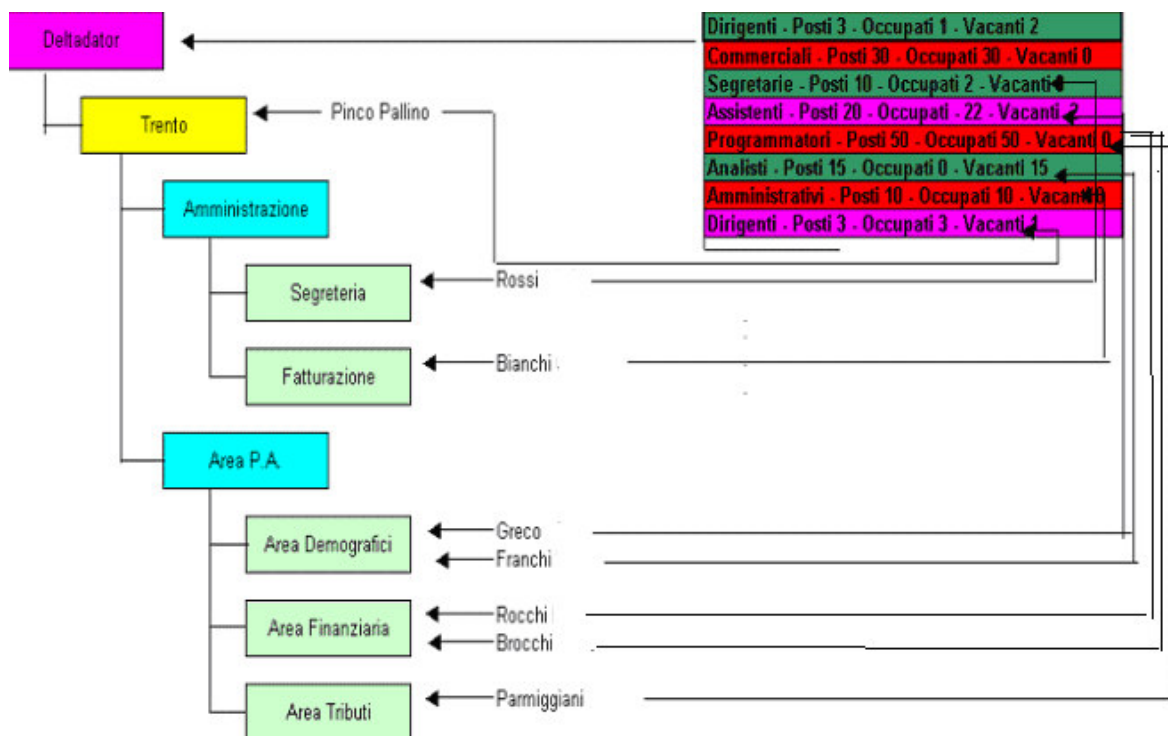 Deltadator
Trento
Pinco Pallino
Amministrazione
Segreteria
Rossi
Fatturazione
Bianchi
Area P.A.
Area Demografici
Greco
Franchi
Area Finanziaria
Rocchi
Brocchi
Area Tributi
Parmiggiani
Dirigenti - Posti 3 - Occupati 1 - Vacanti 2
Commerciali - Posti 30 - Occupati 30 - Vacanti 0
Segretarie - Posti 10 - Occupati 2 - Vacanti
Assistenti - Posti 20 - Occupati - 22 - Vacanti -2
Programmatori - Posti 50 - Occupati 50 - Vacanti 0
Analisti - Posti 15 - Occupati 0 - Vacanti 15
Amministrativi - Posti 10 - Occupati 10 - Vacanti
Dirigenti - Posti 3 - Occupati 3 - Vacanti 1